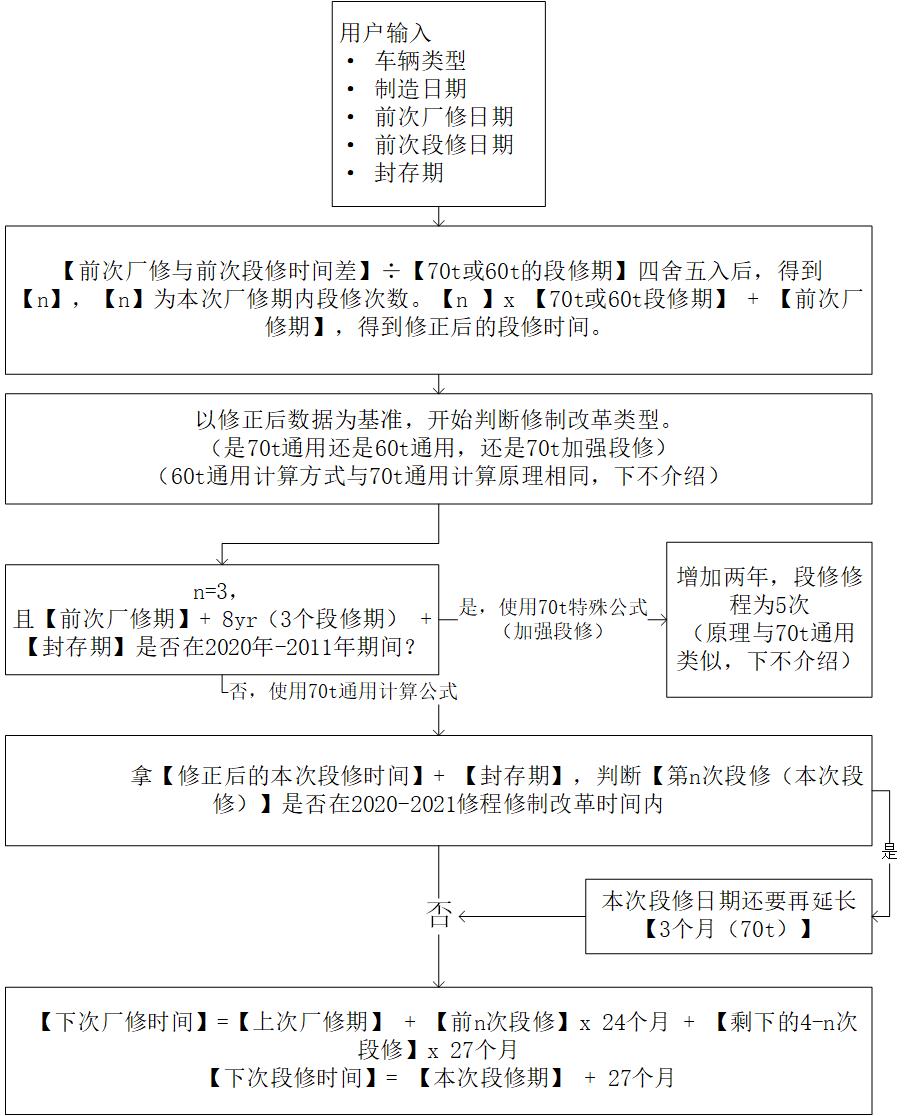 用户输入
• 车辆类型
• 制造日期
• 前次厂修日期
• 前次段修日期
• 封存期
【前次厂修与前次段修时间差】÷【70t或60t的段修期】四舍五入后，得到
【n】，【n】为本次厂修期内段修次数。【n 】x 【70t或60t段修期】 + 【前次厂
修期】，得到修正后的段修时间。
以修正后数据为基准，开始判断修制改革类型。
（是70t通用还是60t通用，还是70t加强段修）
（60t通用计算方式与70t通用计算原理相同，下不介绍）
n=3，
且【前次厂修期】+ 8yr（3个段修期） +
【封存期】是否在2020年-2011年期间？
是，使用70t特殊公式
（加强段修）
增加两年，段修修
程为5次
（原理与70t通用
类似，下不介绍）
否，使用70t通用计算公式
拿【修正后的本次段修时间】+ 【封存期】，判断【第n次段修（本次段
修）】是否在2020-2021修程修制改革时间内
是
本次段修日期还要再延长
【3个月（70t）】
否
【下次厂修时间】=【上次厂修期】 + 【前n次段修】x 24个月 + 【剩下的4-n次
段修】x 27个月
【下次段修时间】= 【本次段修期】 + 27个月